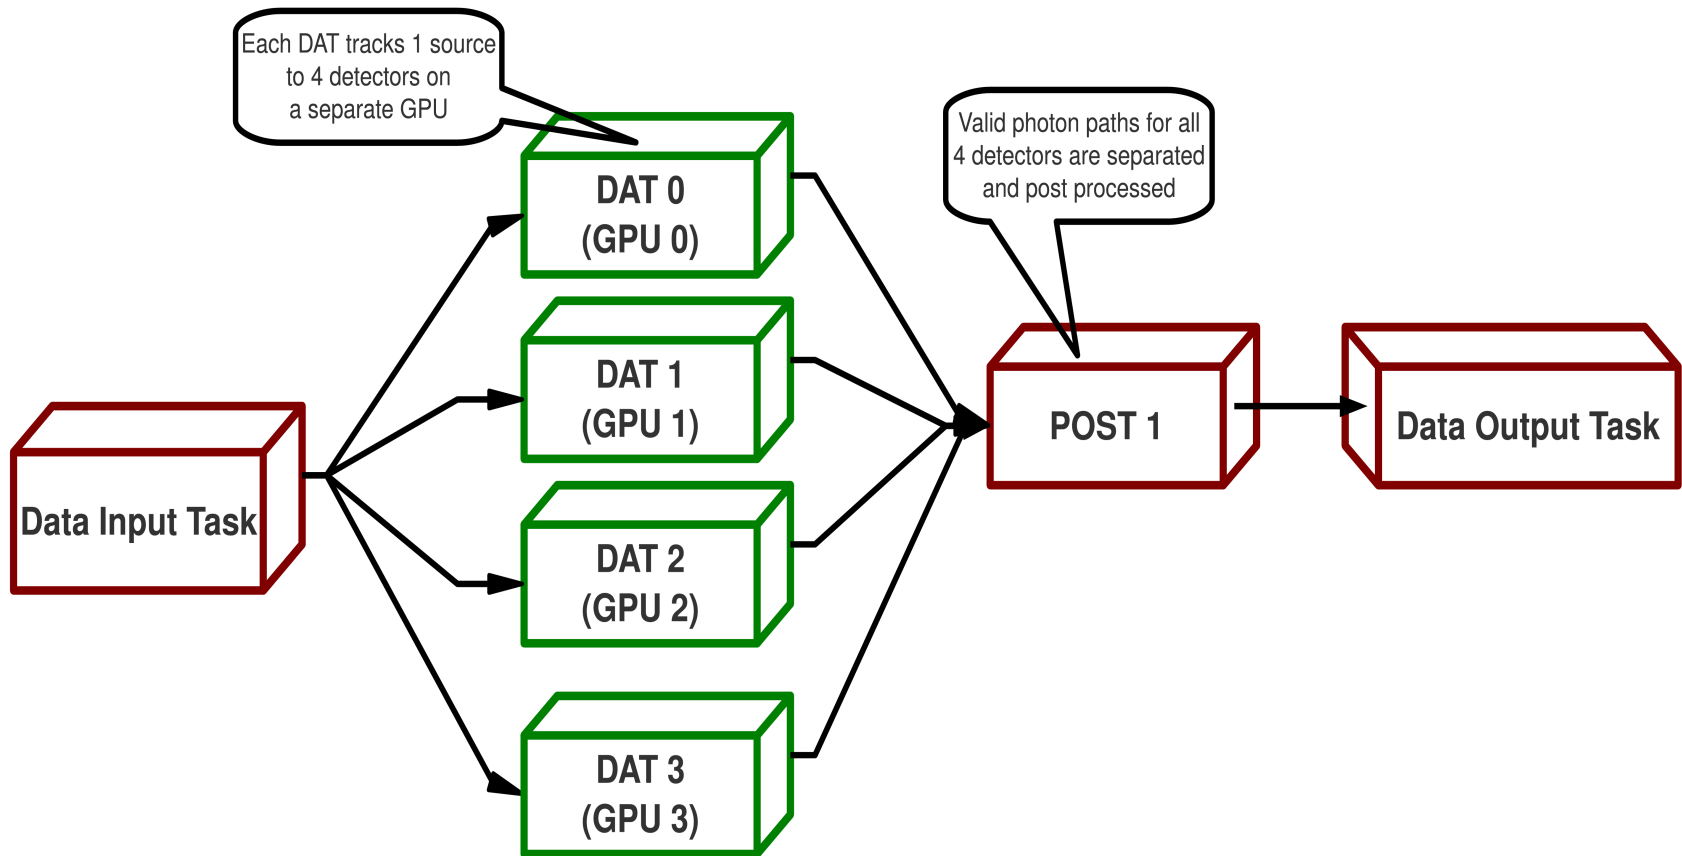 Each DAT tracks 1 source
to 4 detectors on
a separate GPU
Valid photon paths for all
4 detectors are separated
and post processed
DAT 0
(GPU 0)
DAT 1
(GPU 1)
DAT 2
(GPU 2)
DAT 3
(GPU 3)
Data Input Task
POST 1
Data Output Task